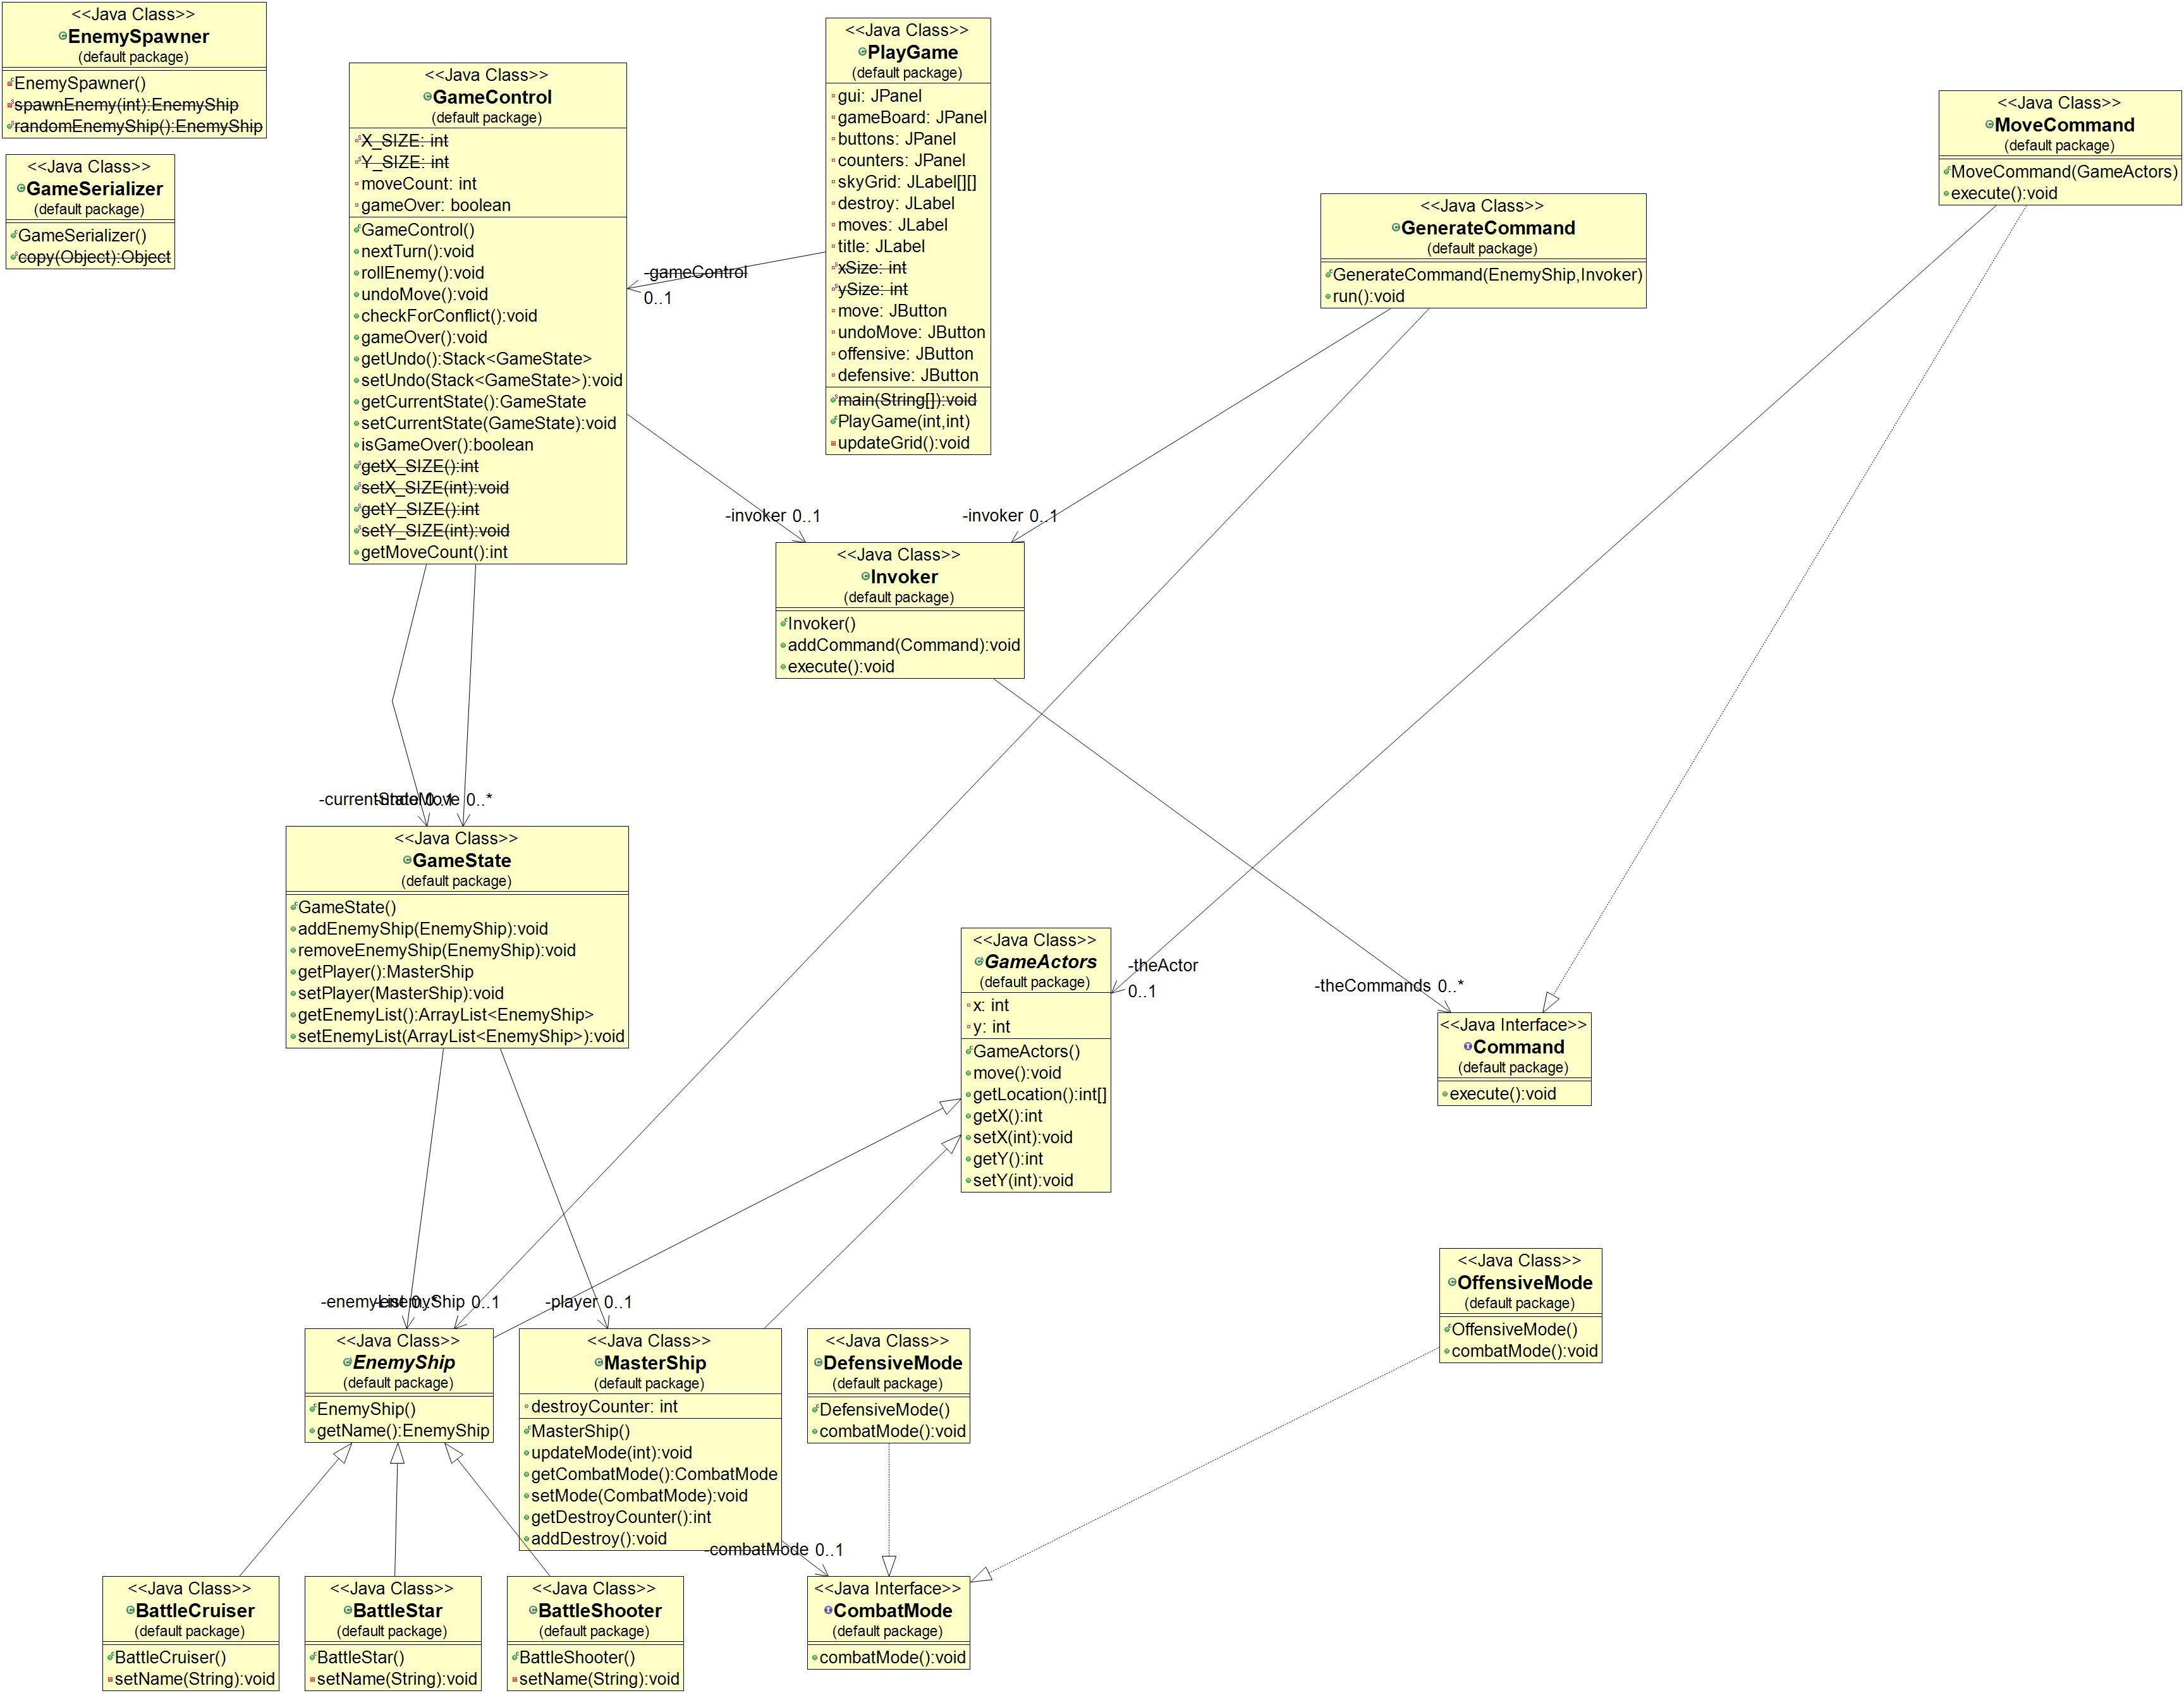 <<Java Class>>
EnemySpawner
(default package)
EnemySpawner()
spawnEnemy(int):EnemyShip
randomEnemyShip():EnemyShip
<<Java Class>>
GameSerializer
(default package)
GameSerializer()
copy(Object):Object
<<Java Class>>
GameControl
(default package)
X_SIZE: int
Y_SIZE: int
moveCount: int
gameOver: boolean
GameControl()
nextTurn():void
rollEnemy():void
undoMove():void
checkForConflict():void
gameOver():void
getUndo():Stack<GameState>
setUndo(Stack<GameState>):void
getCurrentState():GameState
setCurrentState(GameState):void
isGameOver():boolean
getX_SIZE():int
setX_SIZE(int):void
getY_SIZE():int
setY_SIZE(int):void
getMoveCount():int
<<Java Class>>
PlayGame
(default package)
gui: JPanel
gameBoard: JPanel
buttons: JPanel
counters: JPanel
skyGrid: JLabel[][]
destroy: JLabel
moves: JLabel
title: JLabel
xSize: int
ySize: int
move: JButton
undoMove: JButton
offensive: JButton
defensive: JButton
main(String[]):void
PlayGame(int,int)
updateGrid():void
-gameControl
0..1
<<Java Class>>
GenerateCommand
(default package)
GenerateCommand(EnemyShip,Invoker)
run():void
<<Java Class>>
MoveCommand
(default package)
MoveCommand(GameActors)
execute():void
-invoker 0..1
-invoker 0..1
<<Java Class>>
Invoker
(default package)
Invoker()
addCommand(Command):void
execute():void
-currentState 0..1
-undoMove 0..*
<<Java Class>>
GameState
(default package)
GameState()
addEnemyShip(EnemyShip):void
removeEnemyShip(EnemyShip):void
getPlayer():MasterShip
setPlayer(MasterShip):void
getEnemyList():ArrayList<EnemyShip>
setEnemyList(ArrayList<EnemyShip>):void
<<Java Class>>
GameActors
(default package)
x: int
y: int
GameActors()
move():void
getLocation():int[]
getX():int
setX(int):void
getY():int
setY(int):void
-theActor
0..1
-theCommands 0..*
<<Java Interface>>
Command
(default package)
execute():void
-enemyList 0..*
-enemyShip 0..1
-player 0..1
<<Java Class>>
EnemyShip
(default package)
EnemyShip()
getName():EnemyShip
<<Java Class>>
MasterShip
(default package)
destroyCounter: int
MasterShip()
updateMode(int):void
getCombatMode():CombatMode
setMode(CombatMode):void
getDestroyCounter():int
addDestroy():void
<<Java Class>>
DefensiveMode
(default package)
DefensiveMode()
combatMode():void
<<Java Class>>
OffensiveMode
(default package)
OffensiveMode()
combatMode():void
-combatMode 0..1
<<Java Class>>
BattleCruiser
(default package)
BattleCruiser()
setName(String):void
<<Java Class>>
BattleStar
(default package)
BattleStar()
setName(String):void
<<Java Class>>
BattleShooter
(default package)
BattleShooter()
setName(String):void
<<Java Interface>>
CombatMode
(default package)
combatMode():void